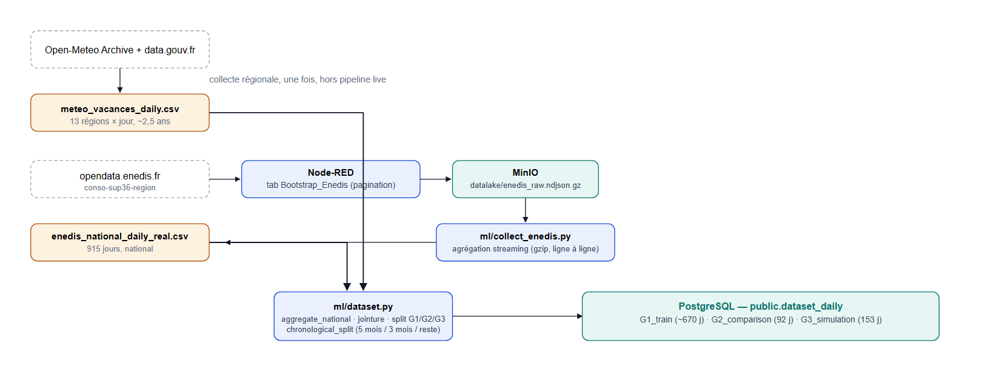 Open-Meteo Archive + data.gouv.fr
collecte régionale, une fois, hors pipeline live
meteo_vacances_daily.csv
13 régions × jour, ~2,5 ans
opendata.enedis.fr
conso-sup36-region
Node-RED
tab Bootstrap_Enedis (pagination)
MinIO
datalake/enedis_raw.ndjson.gz
enedis_national_daily_real.csv
915 jours, national
ml/collect_enedis.py
agrégation streaming (gzip, ligne à ligne)
ml/dataset.py
aggregate_national · jointure · split G1/G2/G3
chronological_split (5 mois / 3 mois / reste)
PostgreSQL — public.dataset_daily
G1_train (~670 j) · G2_comparison (92 j) · G3_simulation (153 j)